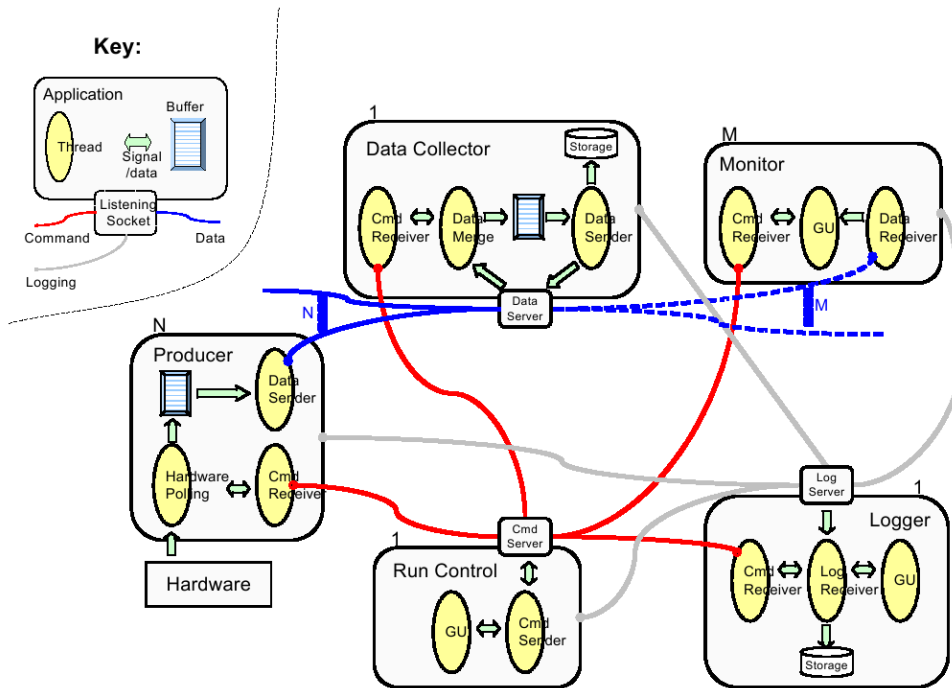 Key:
Application
Buffer
Thread
Signal
/data
Listening
Socket
Command
Data
Logging
1
Data Collector
Storage
Cmd
Receiver
Data
Merge
Data
Sender
Data
Server
M
Monitor
Cmd
Receiver
GU
Data
Receiver
N
M
N
Producer
Data
Sender
Hardware
Polling
Cmd
Receiver
Hardware
Cmd
Server
1
Run Control
GU
Cmd
Sender
Log
Server
1
Logger
Cmd
Receiver
Log
Receiver
GU
Storage